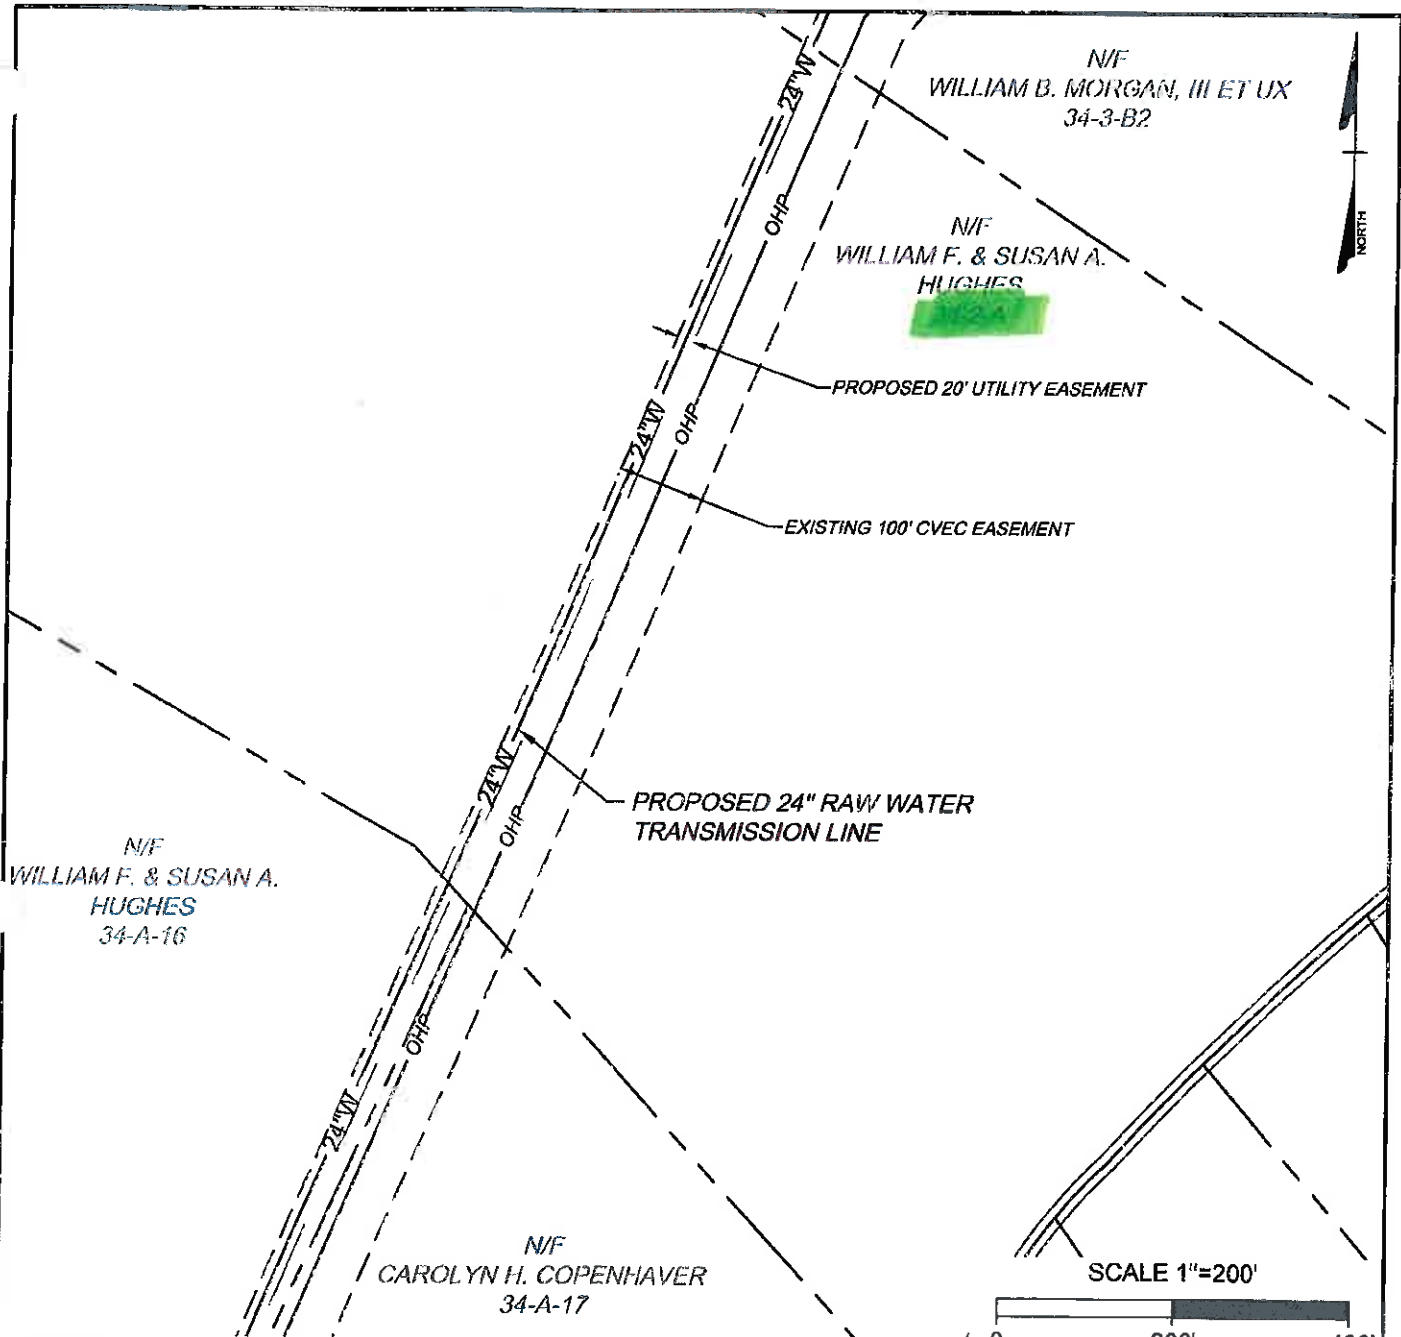 N/F
WILLIAM B. MORGAN, III ET UX
34-3-B2
NORTH
N/F
WILLIAM F. & SUSAN A.
HUGHES
24"W
OHP
PROPOSED 20' UTILITY EASEMENT
24"W
OHP
EXISTING 100' CVEC EASEMENT
24"W
OHP
PROPOSED 24" RAW WATER
TRANSMISSION LINE
N/F
WILLIAM F. & SUSAN A.
HUGHES
34-A-16
OHP
24"W
N/F
CAROLYN H. COPENHAVER
34-A-17
SCALE 1"=200'